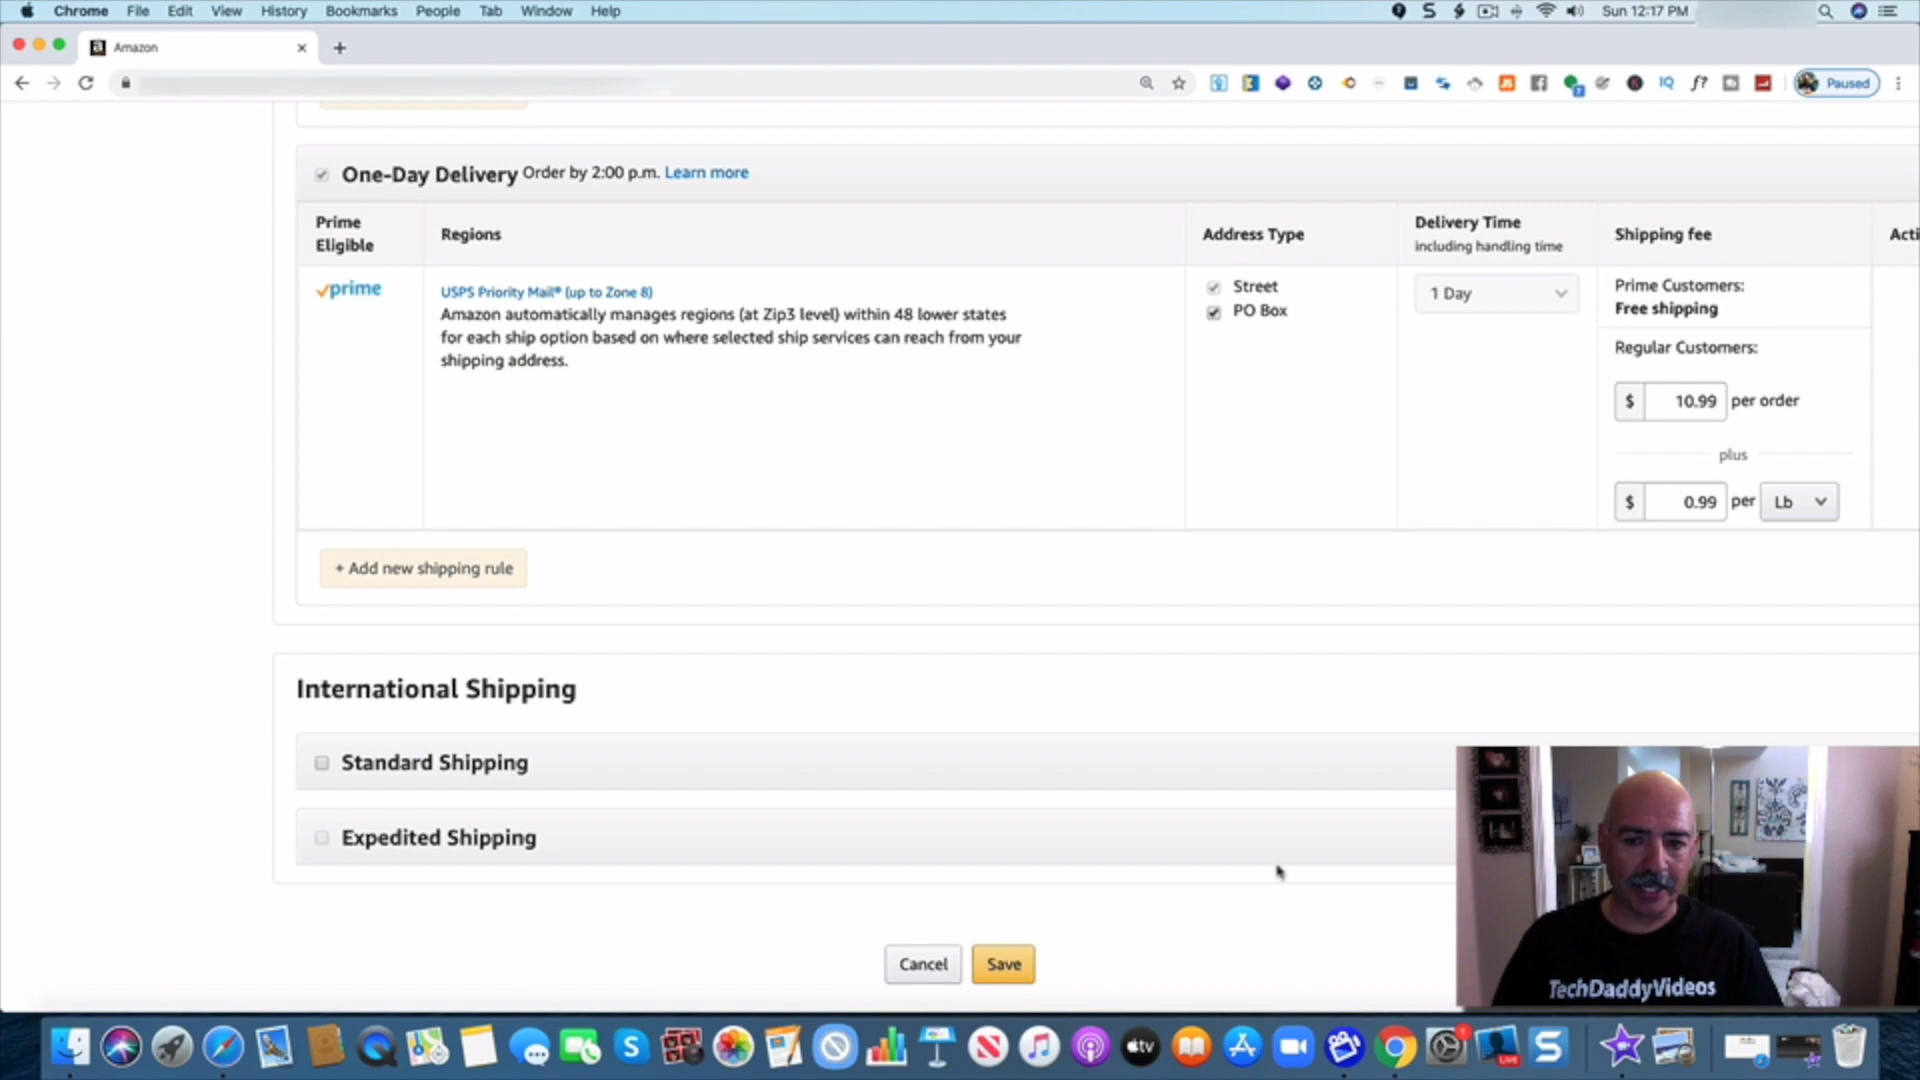 Chrome File Edit View History Bookmarks People Tab Window Help
Sun 12:17 PM
Amazon
Paused
One-Day Delivery Order by 2:00 p.m. Learn more
Prime Eligible
Regions
Address Type
Delivery Time
including handling time
Shipping fee
Acti
prime
USPS Priority Mail® (up to Zone 8)
Amazon automatically manages regions (at Zip3 level) within 48 lower states
for each ship option based on where selected ship services can reach from your
shipping address.
Street
PO Box
1 Day
Prime Customers:
Free shipping
Regular Customers:
$ 10.99 per order
plus
$ 0.99 per Lb
+ Add new shipping rule
International Shipping
Standard Shipping
Expedited Shipping
Cancel
Save
TechDaddyVideos
tv
LIVE